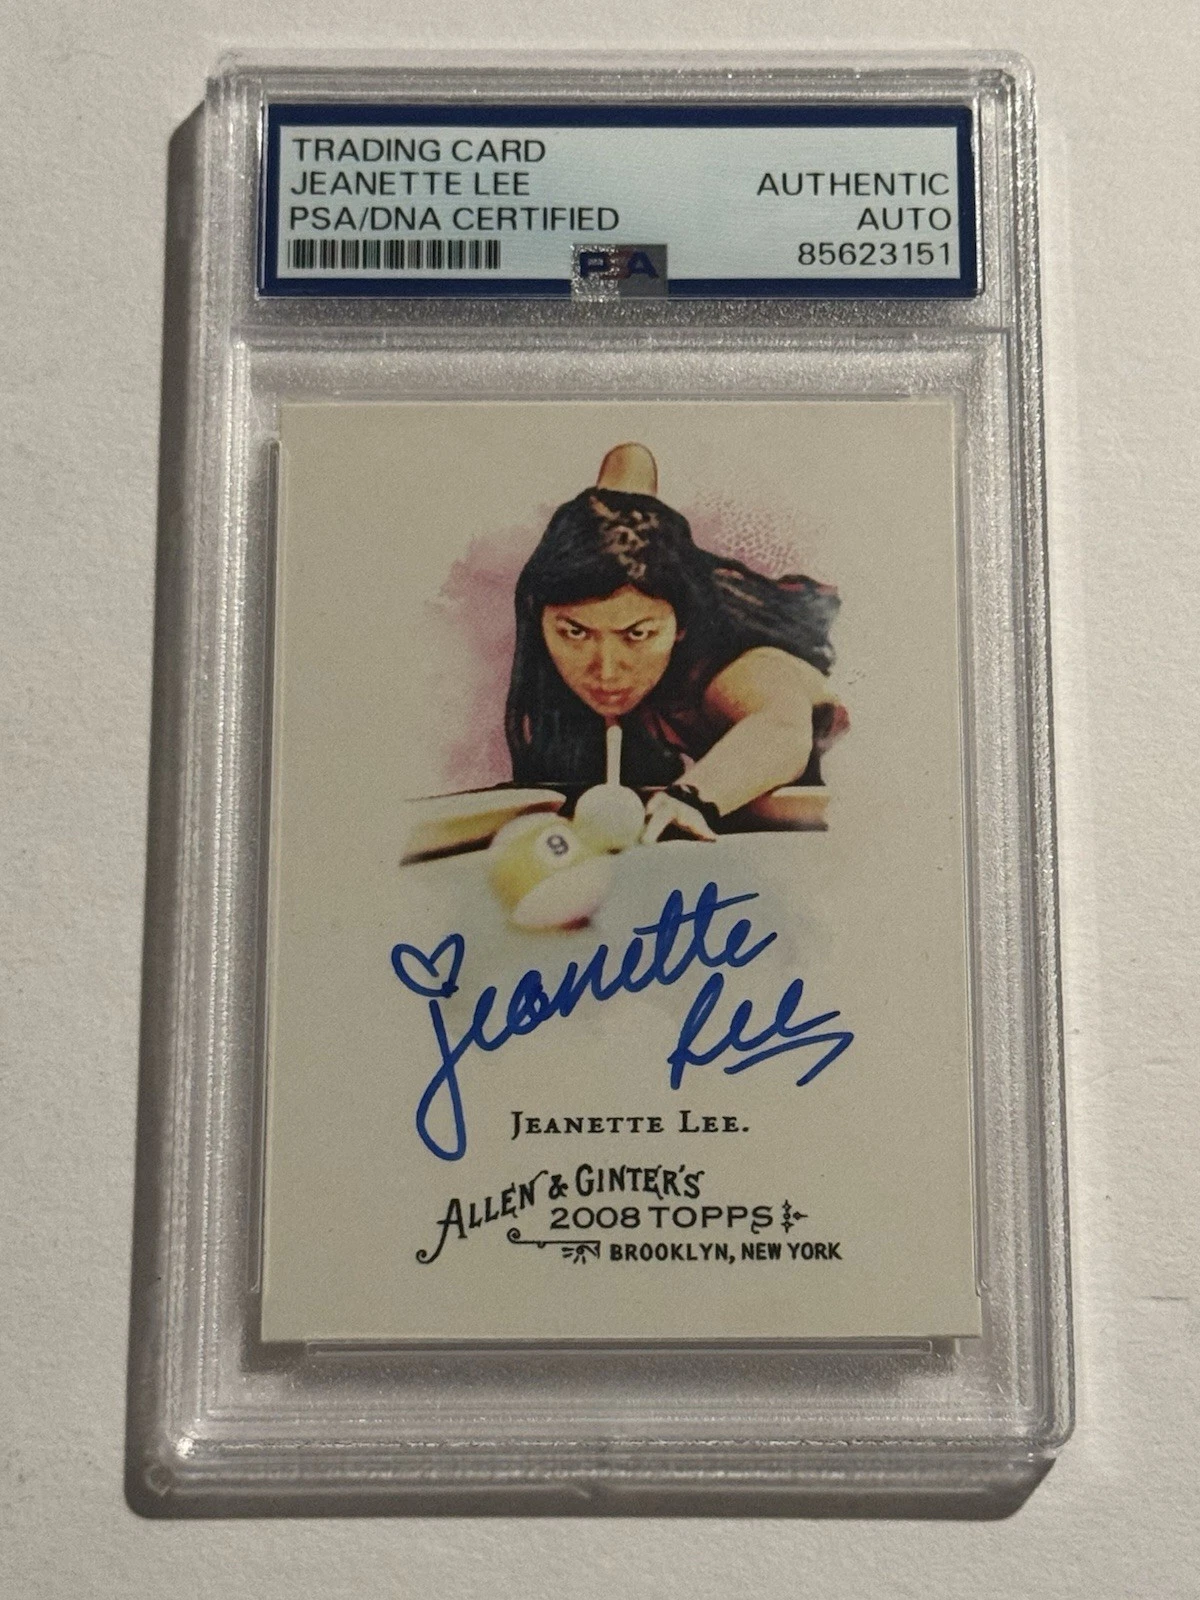 TRADING CARD
JEANETTE LEE
PSA/DNA CERTIFIED
AUTHENTIC
AUTO
85623151
PSA
9
Jeanette
Lee
JEANETTE LEE.
ALLEN & GINTER'S
2008 TOPPS
BROOKLYN, NEW YORK